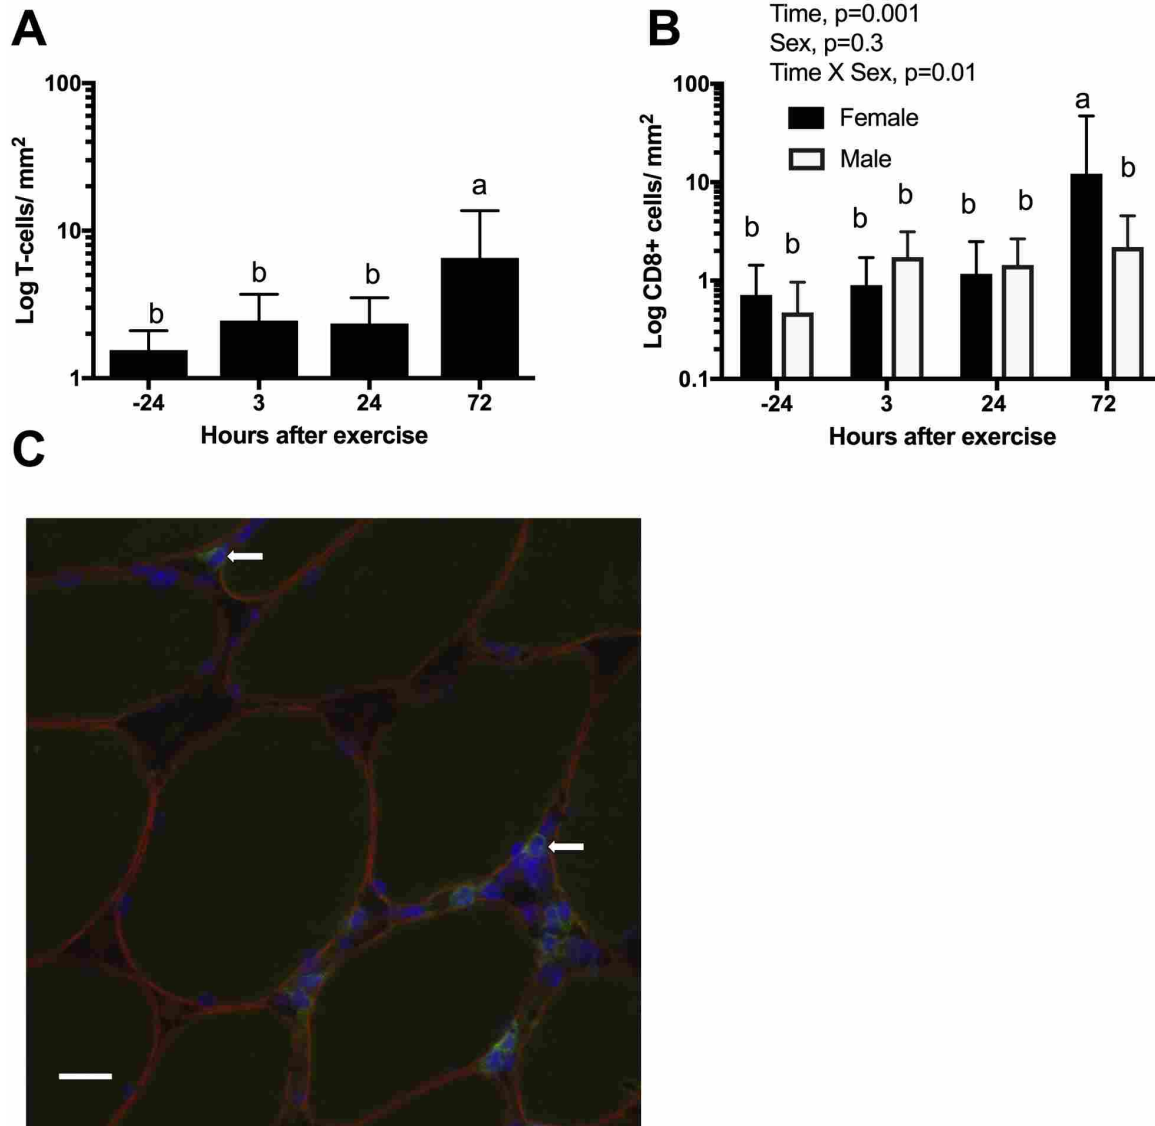 A
100
10
1
Log T-cells/ mm2
b
b
b
a
-24
3
24
72
Hours after exercise
B
Time, p=0.001
Sex, p=0.3
Time X Sex, p=0.01
Female
Male
100
10
1
0.1
Log CD8+ cells/ mm2
b
b
b
b
b
b
a
b
-24
3
24
72
Hours after exercise
C